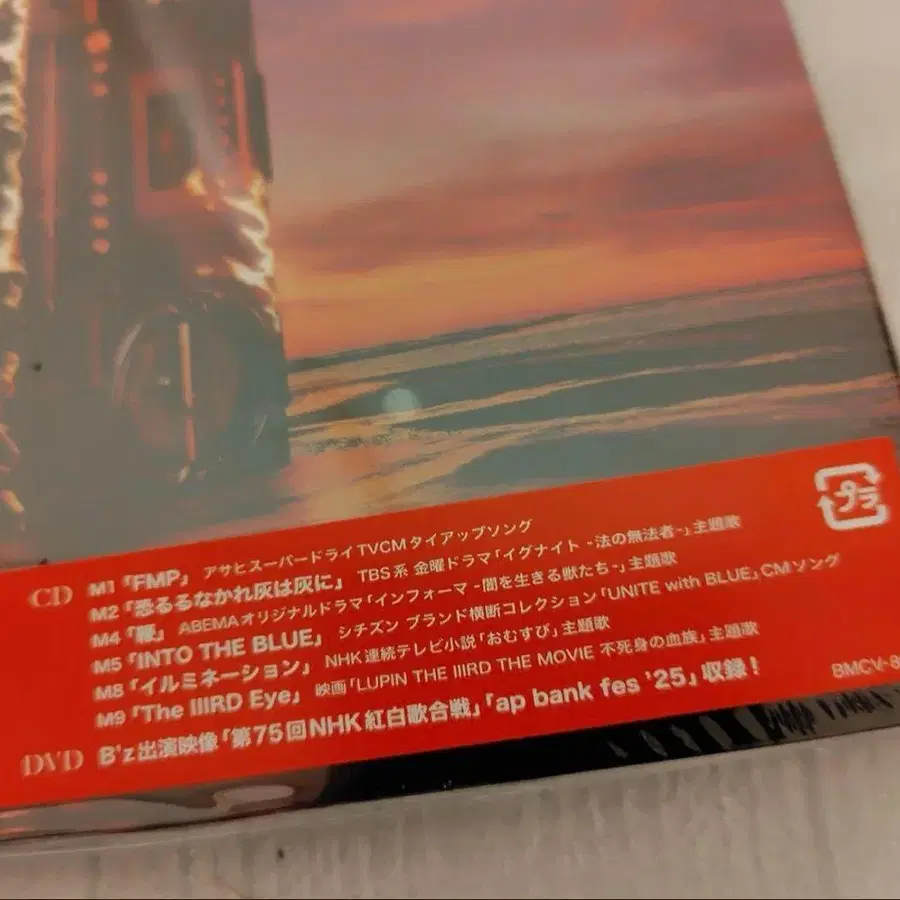 プラ
CD M1「FMP」 アサヒスーパードライTVCMタイアップソング
M2「恐るるなかれ灰は灰に」 TBS系 金曜ドラマ「イグナイト -法の無法者-」主題歌
M4「鞭」 ABEMAオリジナルドラマ「インフォーマ -闇を生きる獣たち-」主題歌
M5「INTO THE BLUE」 シチズン ブランド横断コレクション「UNITE with BLUE」CMソング
M8「イルミネーション」 NHK連続テレビ小説「おむすび」主題歌
M9「The IIIRD Eye」 映画「LUPIN THE IIIRD THE MOVIE 不死身の血族」主題歌
DVD B'z出演映像「第75回NHK紅白歌合戦」「ap bank fes '25」収録!
BMCV-8